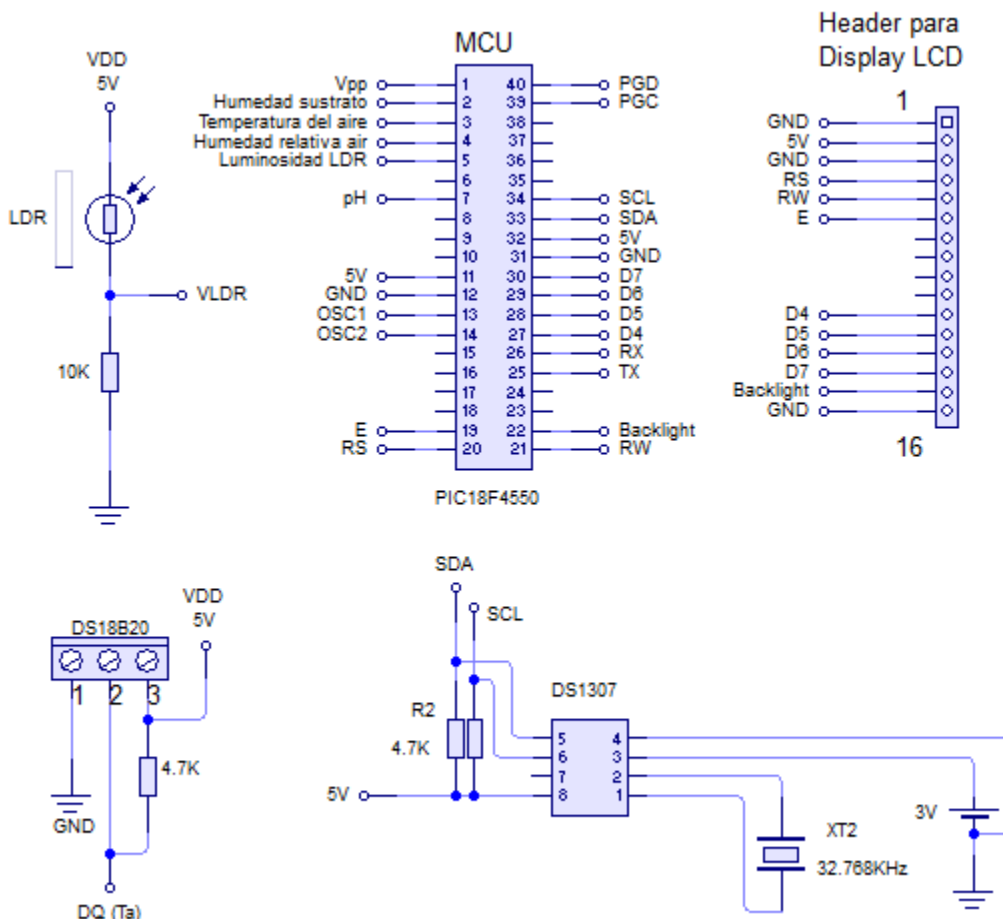 VDD
5V
LDR
VLDR
10K
MCU
Vpp
Humedad sustrato
Temperatura del aire
Humedad relativa air
Luminosidad LDR
pH
5V
GND
OSC1
OSC2
E
RS
1
2
3
4
5
6
7
8
9
10
11
12
13
14
15
16
17
18
19
20
40
39
38
37
36
35
34
33
32
31
30
29
28
27
26
25
24
23
22
21
PGD
PGC
SCL
SDA
5V
GND
D7
D6
D5
D4
RX
TX
Backlight
RW
PIC18F4550
Header para
Display LCD
1
GND
5V
GND
RS
RW
E
D4
D5
D6
D7
Backlight
GND
16
DS18B20
VDD
5V
1 2 3
4.7K
GND
DQ (Ta)
SDA
SCL
R2
4.7K
5V
DS1307
5 4
6 3
7 2
8 1
XT2
32.768KHz
3V